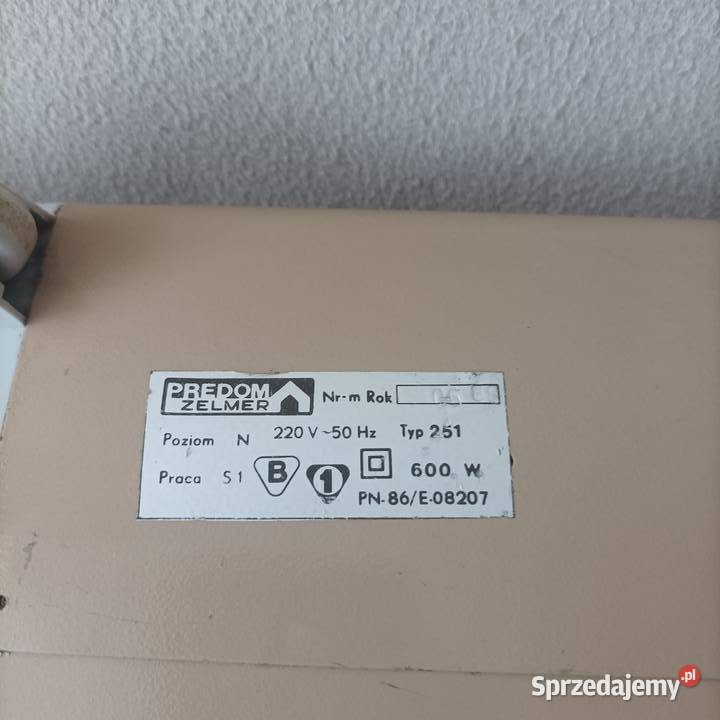 PREDOM
ZELMER
Nr-m Rok
Poziom N 220 V ~50 Hz Typ 251
Praca S1 B 1 600 W
PN-86/E-08207
Sprzedajemy.pl